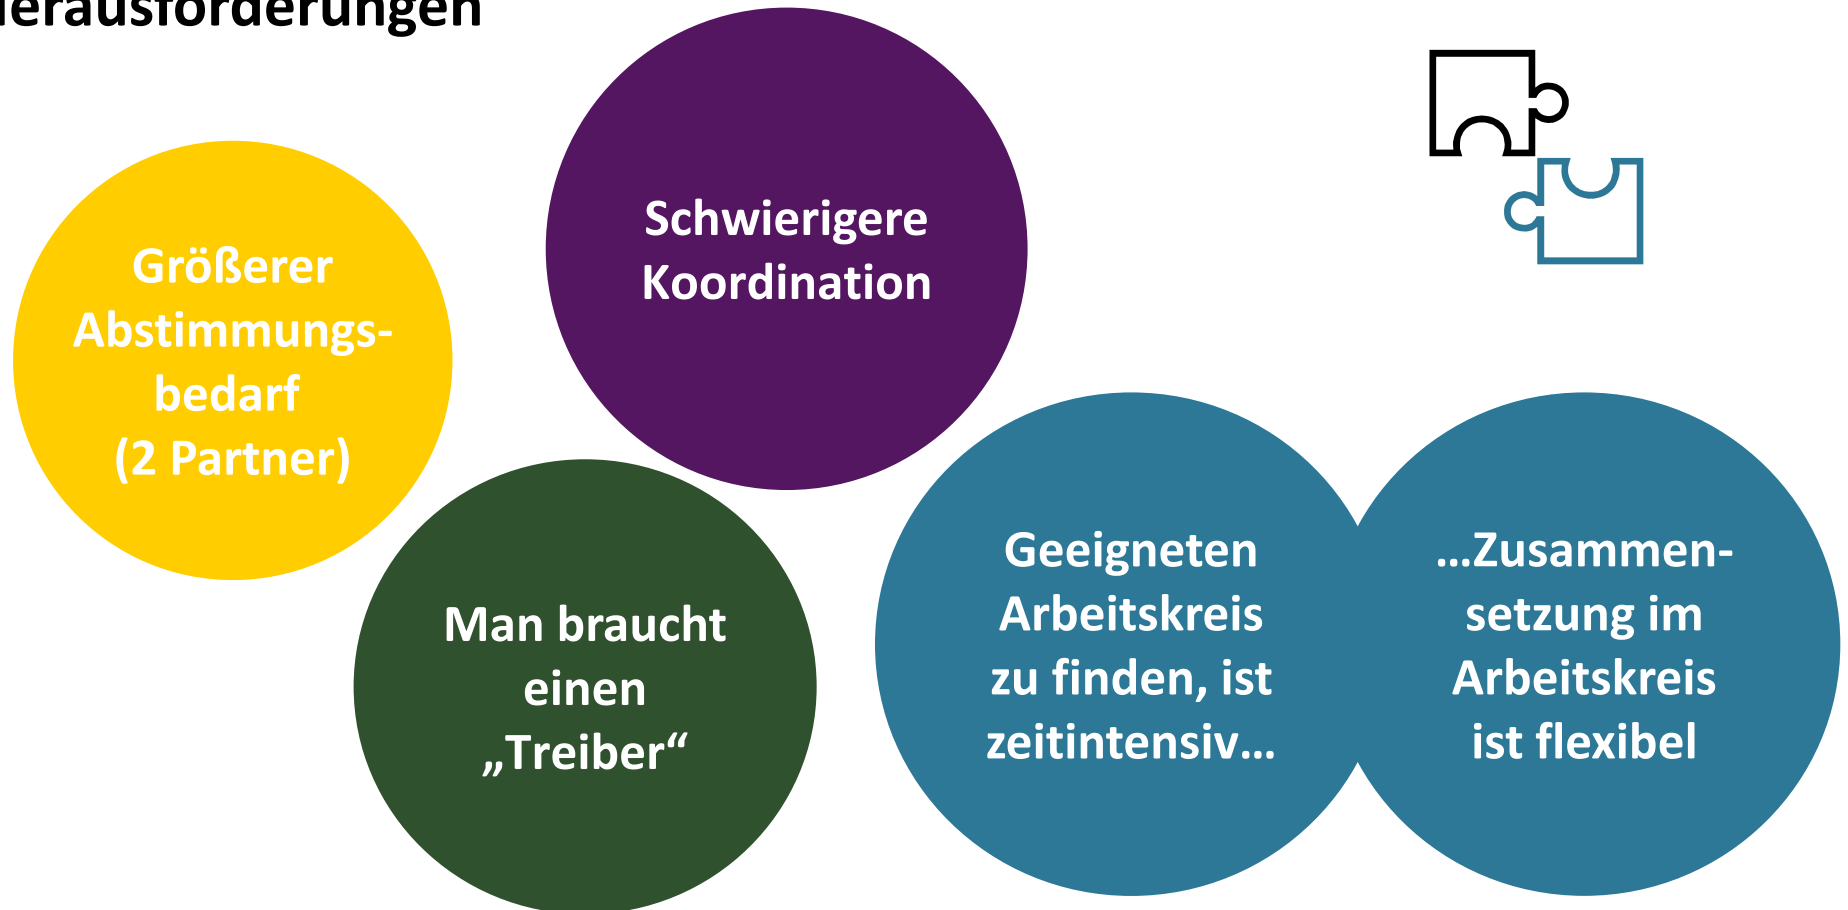 Herausforderungen
Größerer
Abstimmungs-
bedarf
(2 Partner)
Schwierigere
Koordination
Man braucht
einen
„Treiber“
Geeigneten
Arbeitskreis
zu finden, ist
zeitintensiv...
...Zusammen-
setzung im
Arbeitskreis
ist flexibel